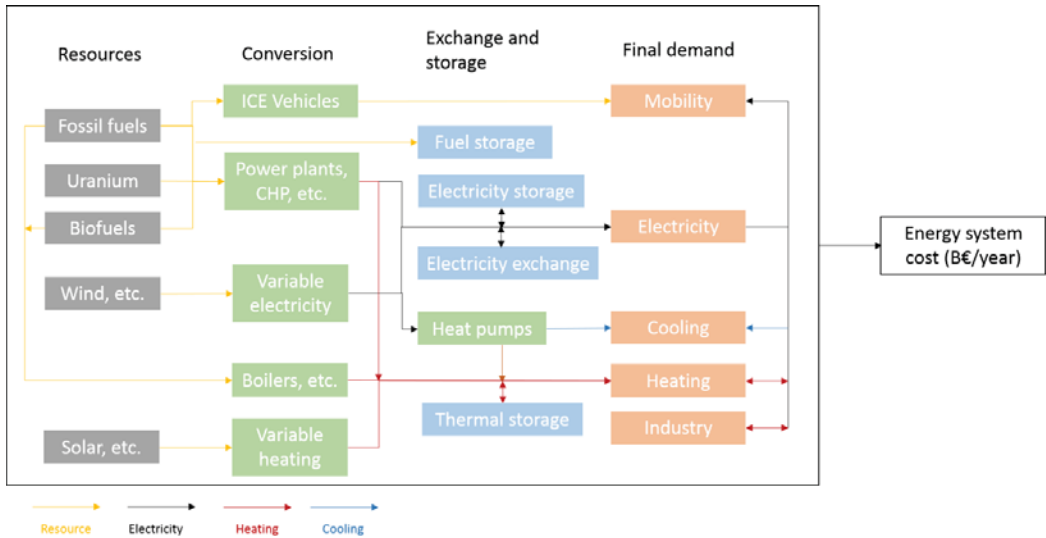 Resources
Conversion
Exchange and
storage
Final demand
ICE Vehicles
Mobility
Fossil fuels
Fuel storage
Uranium
Power plants,
CHP, etc.
Electricity storage
Biofuels
Electricity
Energy system
cost (B€/year)
Electricity exchange
Wind, etc.
Variable
electricity
Heat pumps
Cooling
Boilers, etc.
Heating
Thermal storage
Industry
Solar, etc.
Variable
heating
Resource
Electricity
Heating
Cooling